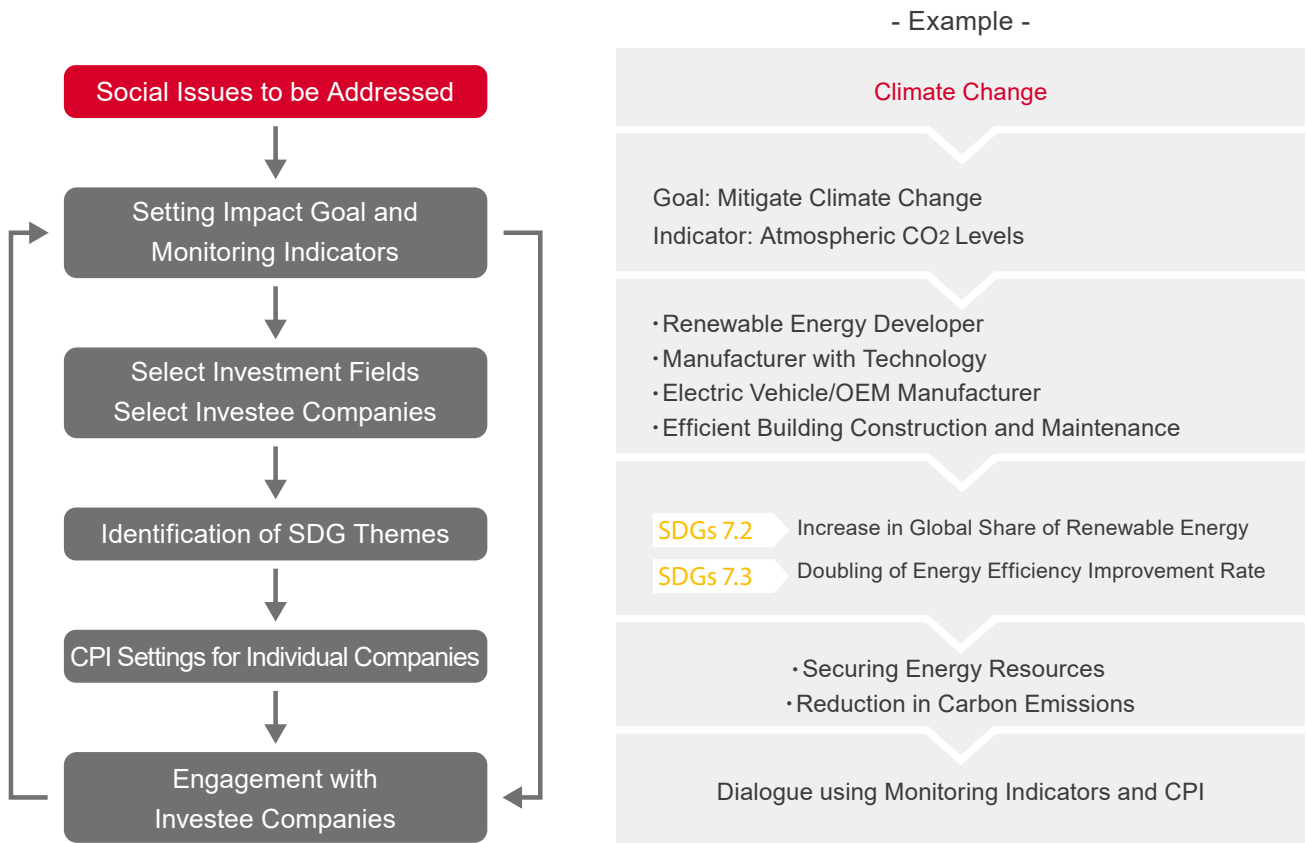 - Example -
Social Issues to be Addressed
Climate Change
Setting Impact Goal and
Monitoring Indicators
Goal: Mitigate Climate Change
Indicator: Atmospheric CO2 Levels
Select Investment Fields
Select Investee Companies
・Renewable Energy Developer
・Manufacturer with Technology
・Electric Vehicle/OEM Manufacturer
・Efficient Building Construction and Maintenance
Identification of SDG Themes
SDGs 7.2 Increase in Global Share of Renewable Energy
SDGs 7.3 Doubling of Energy Efficiency Improvement Rate
CPI Settings for Individual Companies
・Securing Energy Resources
・Reduction in Carbon Emissions
Engagement with
Investee Companies
Dialogue using Monitoring Indicators and CPI